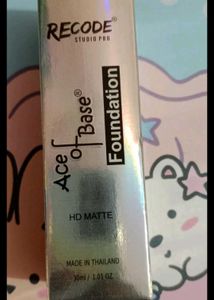 RECODE®
STUDIO PRO
Ace of Base®
Foundation
HD MATTE
MADE IN THAILAND
30ml / 1.01 OZ